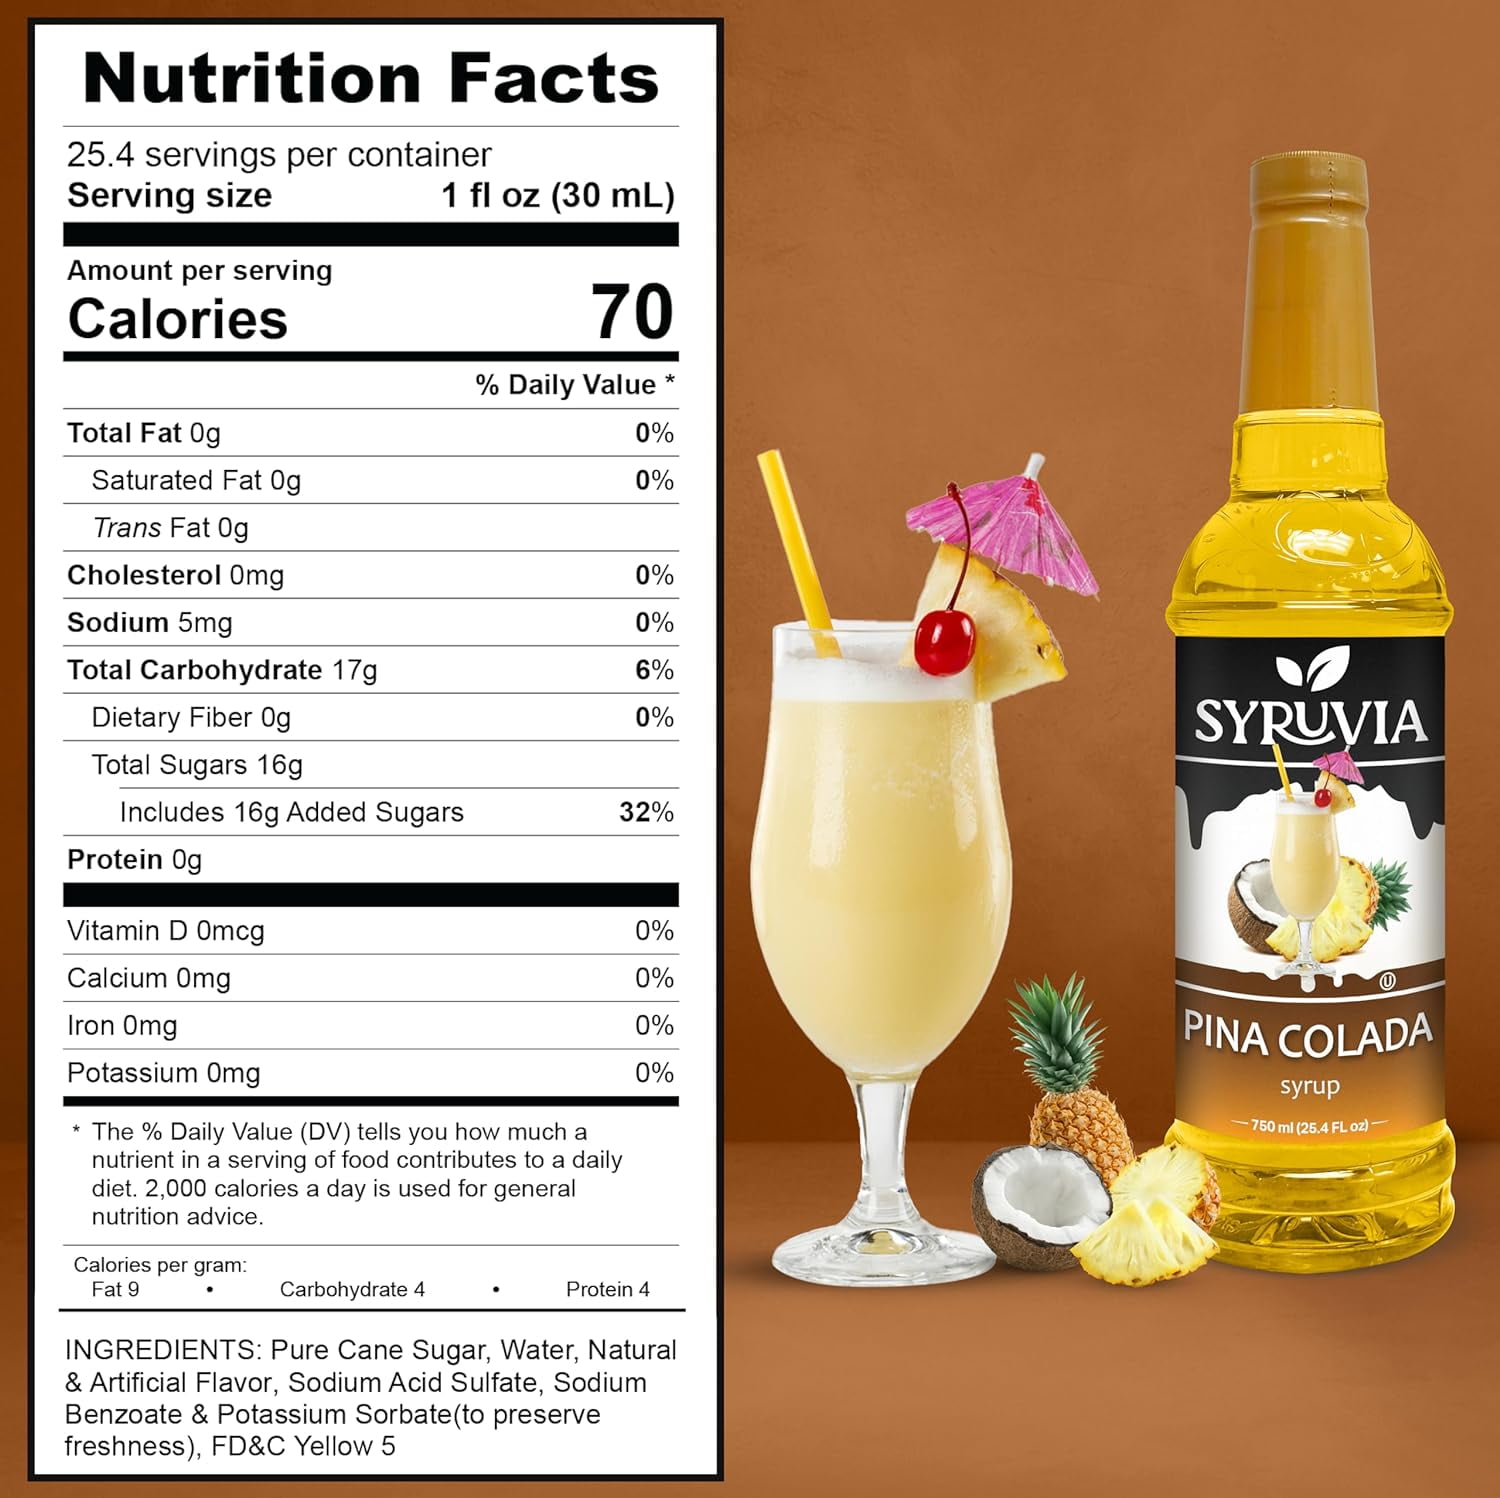 Nutrition Facts
25.4 servings per container
Serving size 1 fl oz (30 mL)
Amount per serving
Calories 70
% Daily Value *
Total Fat 0g 0%
Saturated Fat 0g 0%
Trans Fat 0g
Cholesterol 0mg 0%
Sodium 5mg 0%
Total Carbohydrate 17g 6%
Dietary Fiber 0g 0%
Total Sugars 16g
Includes 16g Added Sugars 32%
Protein 0g
Vitamin D 0mcg 0%
Calcium 0mg 0%
Iron 0mg 0%
Potassium 0mg 0%
* The % Daily Value (DV) tells you how much a
nutrient in a serving of food contributes to a daily
diet. 2,000 calories a day is used for general
nutrition advice.
Calories per gram:
Fat 9 • Carbohydrate 4 • Protein 4
INGREDIENTS: Pure Cane Sugar, Water, Natural
& Artificial Flavor, Sodium Acid Sulfate, Sodium
Benzoate & Potassium Sorbate(to preserve
freshness), FD&C Yellow 5
SYRUVIA
U
PINA COLADA
syrup
750 ml (25.4 FL oz)